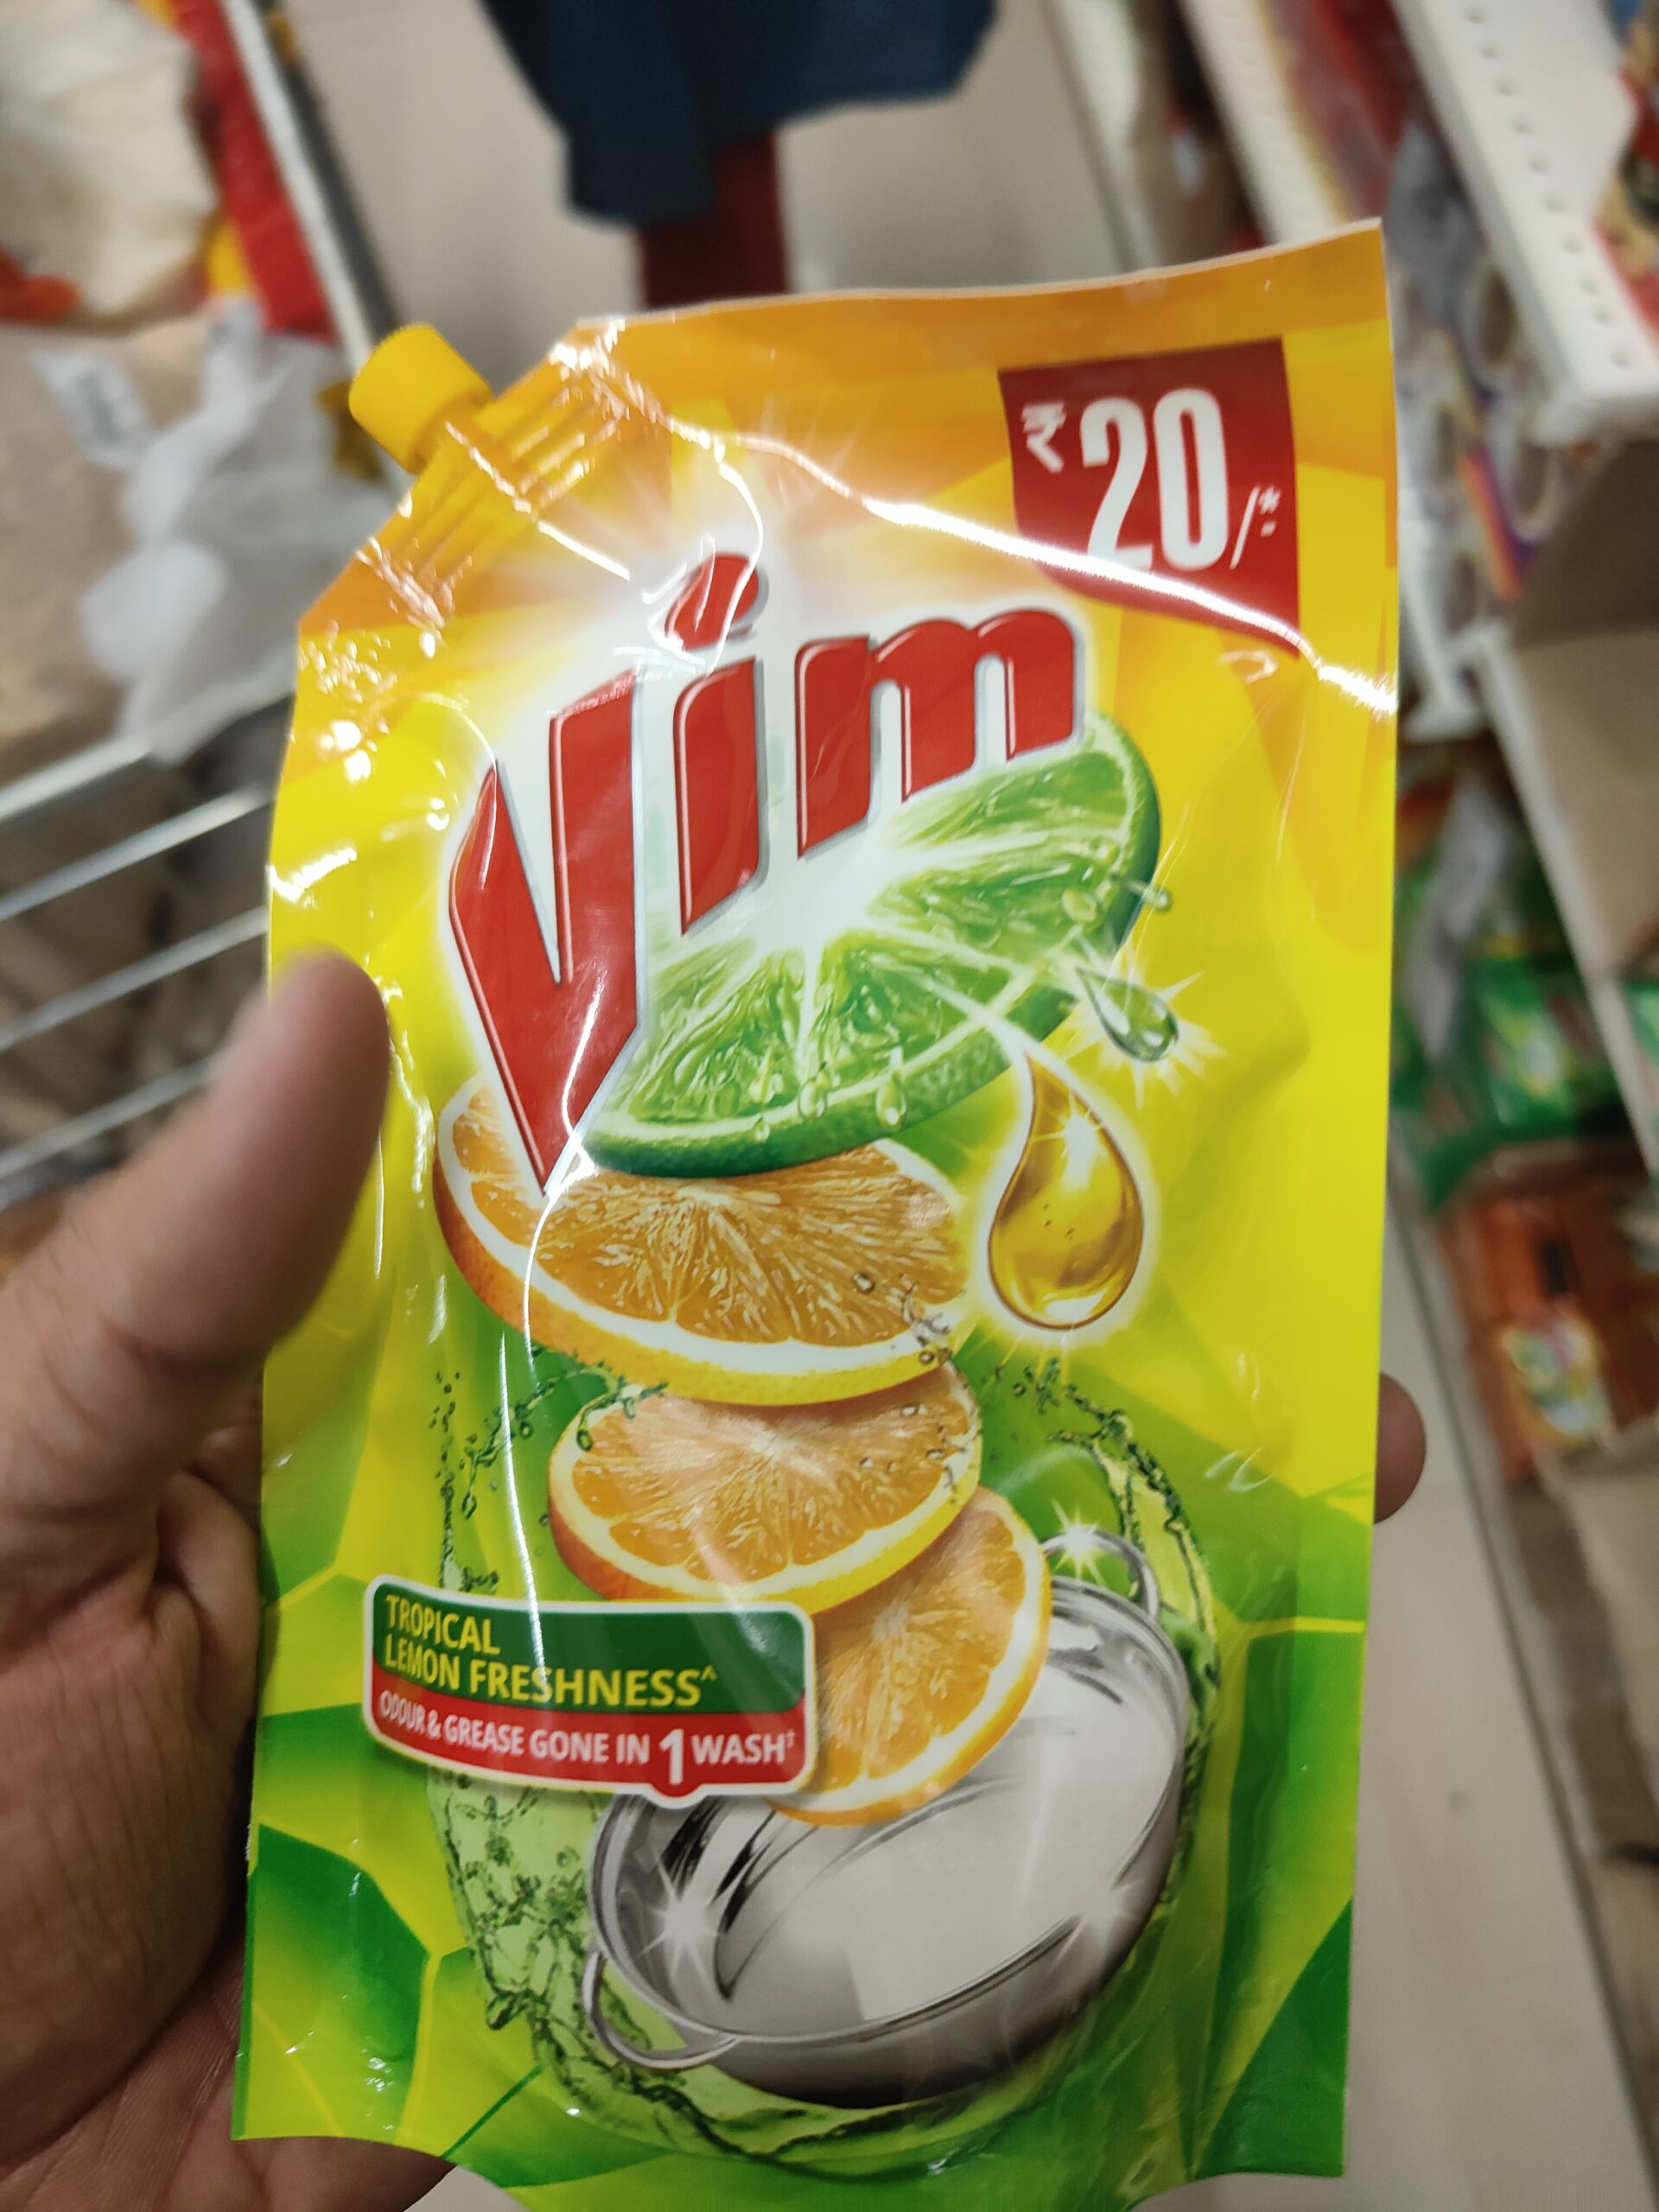 ₹20/*-
Vim
TROPICAL
LEMON FRESHNESS^
ODOUR & GREASE GONE IN 1 WASH†